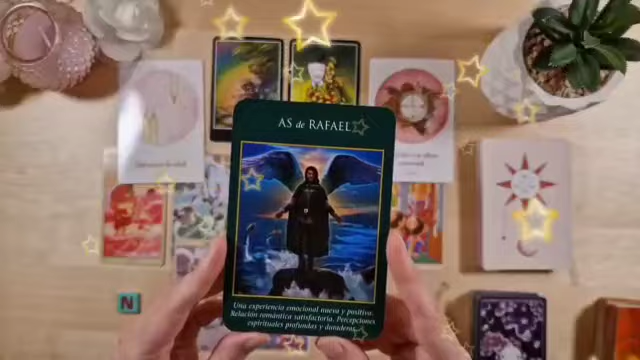 AS de RAFAEL
Una experiencia emocional nueva y positiva.
Relación romántica satisfactoria. Percepciones
espirituales profundas y duraderas.
N